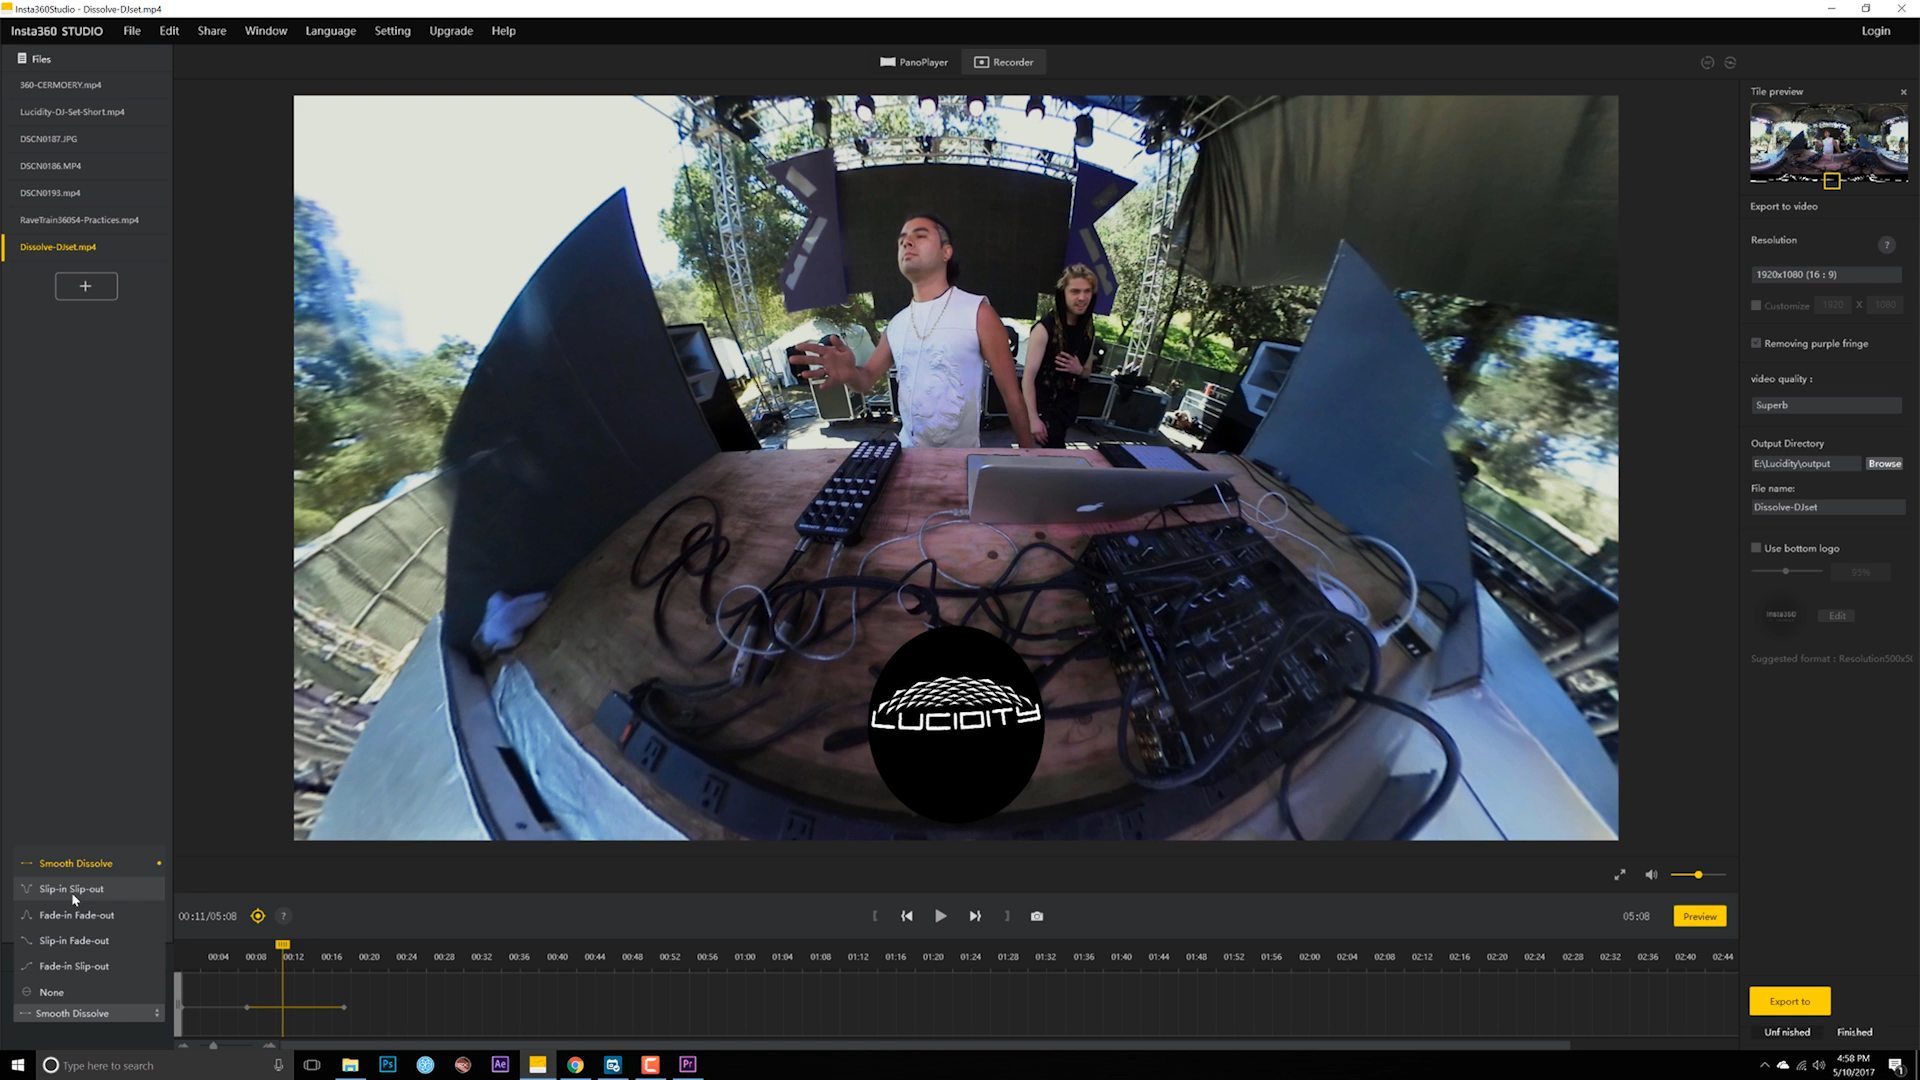 Insta360Studio - Dissolve-DJset.mp4
Insta360 STUDIO File Edit Share Window Language Setting Upgrade Help Login
Files
360-CERMOERY.mp4
Lucidity-DJ-Set-Short.mp4
DSCN0187.JPG
DSCN0186.MP4
DSCN0193.mp4
RaveTrain360S4-Practices.mp4
Dissolve-DJset.mp4
+
PanoPlayer Recorder
LUCIDITY
Tile preview
Export to video
Resolution ?
1920x1080 (16 : 9)
Customize 1920 X 1080
Removing purple fringe
video quality :
Superb
Output Directory
E:\Lucidity\output Browse
File name:
Dissolve-DJset
Use bottom logo
95%
Insta360 Edit
Suggested format : Resolution500x5
Smooth Dissolve
Slip-in Slip-out
Fade-in Fade-out
Slip-in Fade-out
Fade-in Slip-out
None
Smooth Dissolve
00:11/05:08 ? 05:08 Preview
00:04 00:08 00:12 00:16 00:20 00:24 00:28 00:32 00:36 00:40 00:44 00:48 00:52 00:56 01:00 01:04 01:08 01:12 01:16 01:20 01:24 01:28 01:32 01:36 01:40 01:44 01:48 01:52 01:56 02:00 02:04 02:08 02:12 02:16 02:20 02:24 02:28 02:32 02:36 02:40 02:44
Export to
Unfinished Finished
Type here to search
Ps Ae Pr
4:58 PM
5/10/2017